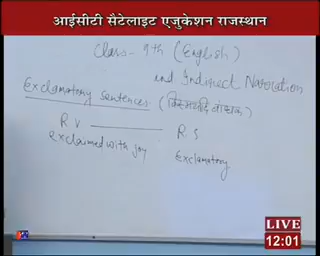 आईसीटी सैटेलाइट एजुकेशन राजस्थान
Class - 9th (English)
and Indirect Narration
Exclamatory Sentences (विस्मयादि बोधक)
R V ________ R S
exclaimed with joy Exclamatory
LIVE
12:01